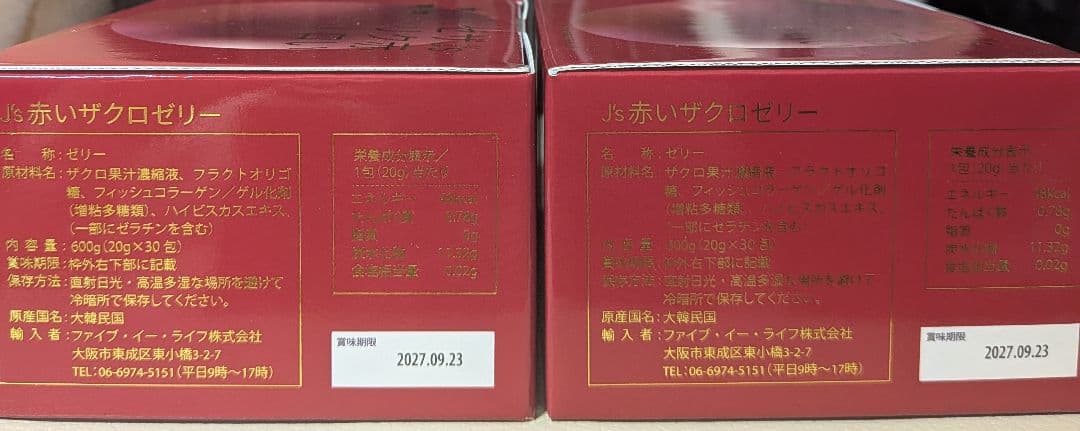 J's 赤いザクロゼリー
名 称：ゼリー
原材料名：ザクロ果汁濃縮液、フラクトオリゴ
糖、フィッシュコラーゲン／ゲル化剤
（増粘多糖類）、ハイビスカスエキス、
（一部にゼラチンを含む）
内 容 量：600g（20g×30包）
賞味期限：枠外右下部に記載
保存方法：直射日光・高温多湿な場所を避けて
冷暗所で保存してください。
原産国名：大韓民国
輸 入 者：ファイブ・イー・ライフ株式会社
大阪市東成区東小橋3-2-7
TEL：06-6974-5151（平日9時〜17時）
栄養成分表示／
1包（20g）当たり
エネルギー 48kcal
たんぱく質 0.78g
脂質 0g
炭水化物 11.32g
食塩相当量 0.02g
賞味期限
2027.09.23
J's 赤いザクロゼリー
名 称：ゼリー
原材料名：ザクロ果汁濃縮液、フラクトオリゴ
糖、フィッシュコラーゲン／ゲル化剤
（増粘多糖類）、ハイビスカスエキス、
（一部にゼラチンを含む）
内 容 量：600g（20g×30包）
賞味期限：枠外右下部に記載
保存方法：直射日光・高温多湿な場所を避けて
冷暗所で保存してください。
原産国名：大韓民国
輸 入 者：ファイブ・イー・ライフ株式会社
大阪市東成区東小橋3-2-7
TEL：06-6974-5151（平日9時〜17時）
栄養成分表示／
1包（20g）当たり
エネルギー 48kcal
たんぱく質 0.78g
脂質 0g
炭水化物 11.32g
食塩相当量 0.02g
賞味期限
2027.09.23